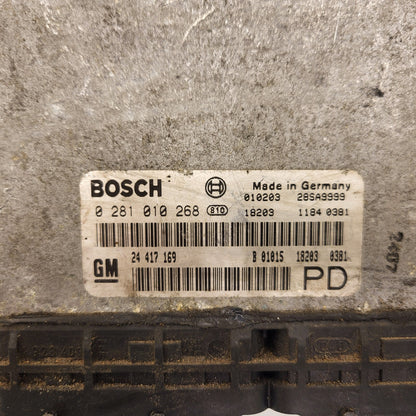 BOSCH Made in Germany
010203 28SA9999
0 281 010 268 810 18203 1184 0381
GM 24 417 169 B 01015 18203 0381
PD